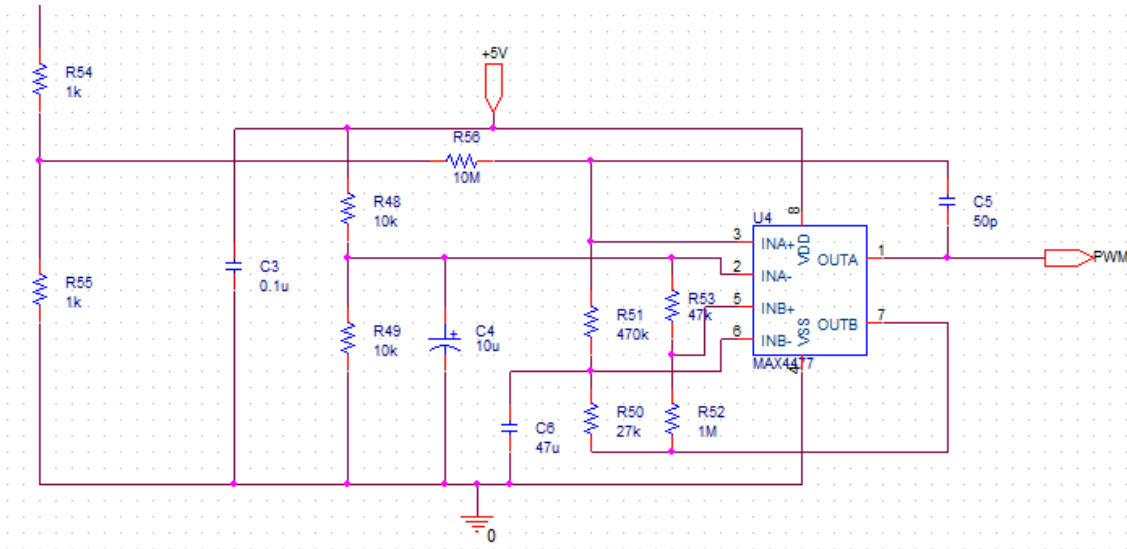 R54
1k
+5V
R56
10M
R48
10k
C5
50p
U4
8
3
INA+
VDD
OUTA
1
PWM
2
INA-
C3
0.1u
R55
1k
R53
47k
5
INB+
R51
470k
R49
10k
C4
10u
OUTB
7
6
INB-
VSS
MAX4477
4
C6
47u
R50
27k
R52
1M
0